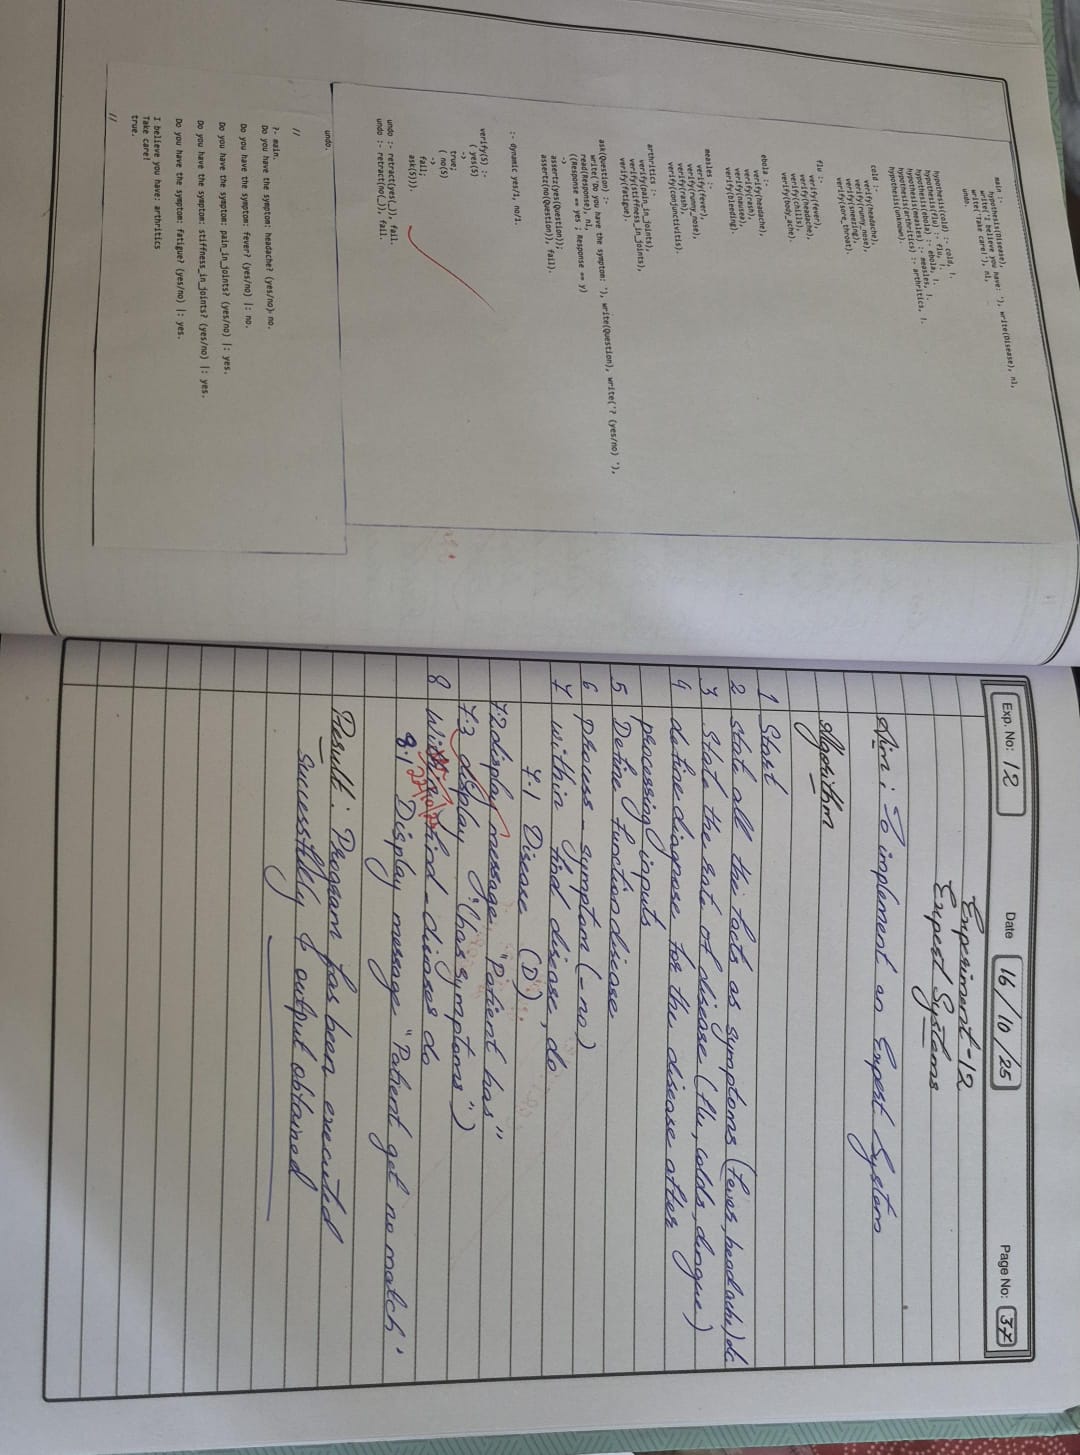 main :-
hypothesis(Disease),
write('I believe you have: '), write(Disease), nl,
write('Take care!'), nl,
undo.
hypothesis(cold) :- cold, !.
hypothesis(flu) :- flu, !.
hypothesis(ebola) :- ebola, !.
hypothesis(measles) :- measles, !.
hypothesis(arthritics) :- arthritics, !.
hypothesis(unknown).
cold :-
verify(headache),
verify(runny_nose),
verify(sneezing),
verify(sore_throat).
flu :-
verify(fever),
verify(headache),
verify(chills),
verify(body_ache).
ebola :-
verify(headache),
verify(rash),
verify(nausea),
verify(bleeding).
measles :-
verify(fever),
verify(runny_nose),
verify(rash),
verify(conjunctivitis).
arthritics :-
verify(pain_in_joints),
verify(stiffness_in_joints),
verify(fatigue).
ask(Question) :-
write('Do you have the symptom: '), write(Question), write('? (yes/no) '),
read(Response), nl,
((Response == yes ; Response == y)
->
assertz(yes(Question));
assertz(no(Question)), fail).
:- dynamic yes/1, no/1.
verify(S) :-
( yes(S)
->
true;
( no(S)
->
fail;
ask(S))).
undo :- retract(yes(_)), fail.
undo :- retract(no(_)), fail.
undo.
//
?- main.
Do you have the symptom: headache? (yes/no) no.
Do you have the symptom: fever? (yes/no) |: no.
Do you have the symptom: pain_in_joints? (yes/no) |: yes.
Do you have the symptom: stiffness_in_joints? (yes/no) |: yes.
Do you have the symptom: fatigue? (yes/no) |: yes.
I believe you have: arthritics
Take care!
true.
//
Exp. No: 12 Date 16/10/25 Page No: 37
Experiment-12
Expert Systems
Aim: To implement an Expert System
Algorithm
1 Start
2 State all the facts as symptoms (fever, headache) do
3 State the rate of disease (flu, colds, dungue)
4 define diagnose for the disease after
processing inputs
5 Define function disease
6 process-symptom (-no.)
7 within find disease, do
7.1 Disease (D)
7.2 display message, "Patient has"
7.3 display : (has symptoms")
8 find-diseases do
8.1 Display message "Patient get no match'
22/10/25
Result: Program has been executed
successfully & output obtained